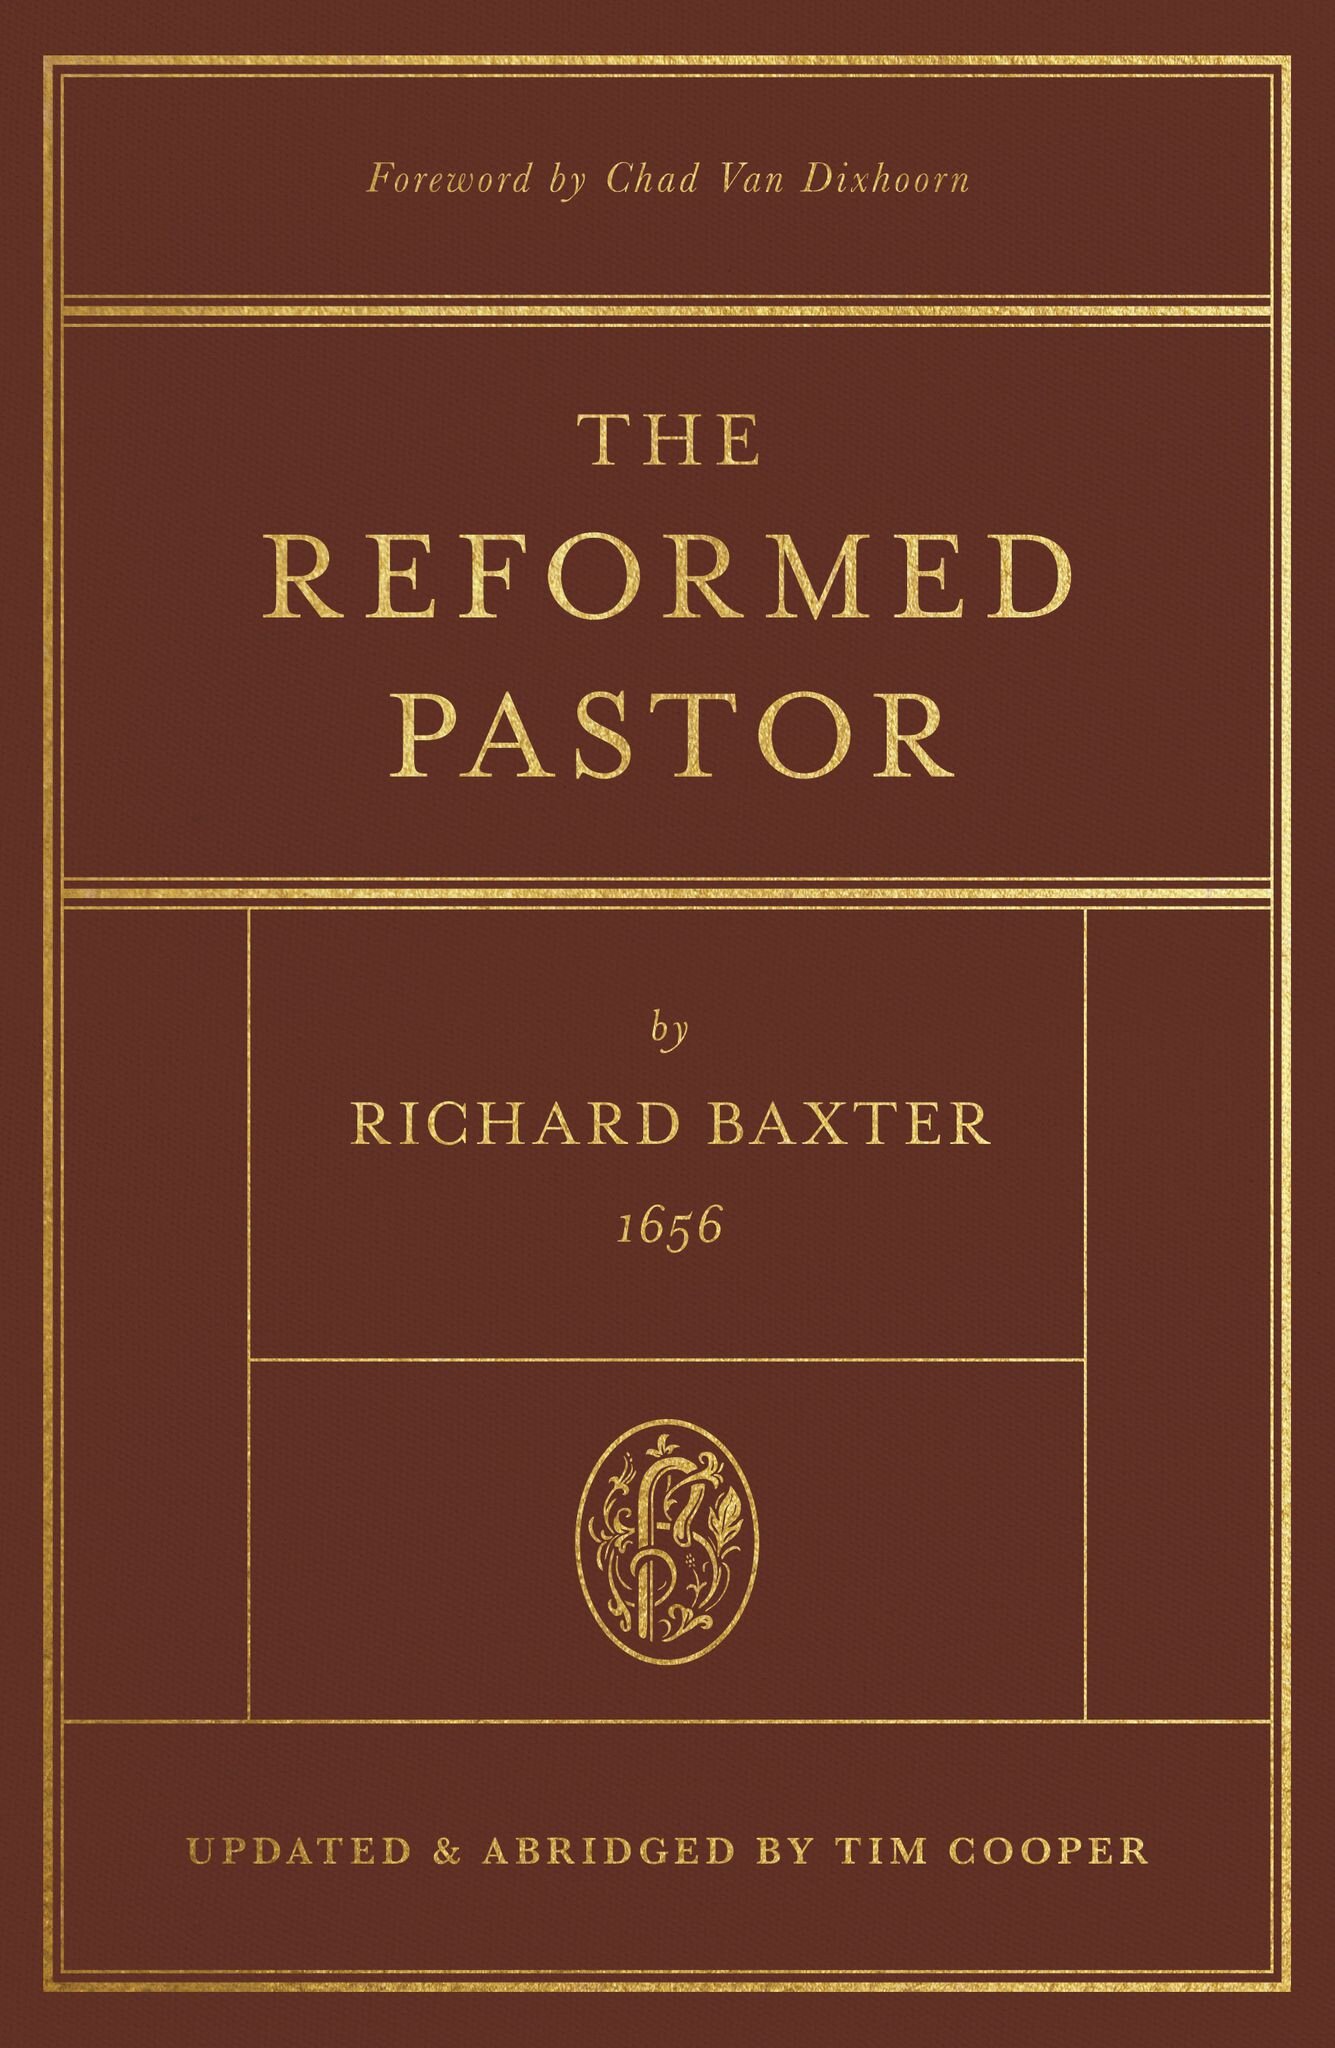 Foreword by Chad Van Dixhoorn
THE
REFORMED
PASTOR
by
RICHARD BAXTER
1656
UPDATED & ABRIDGED BY TIM COOPER